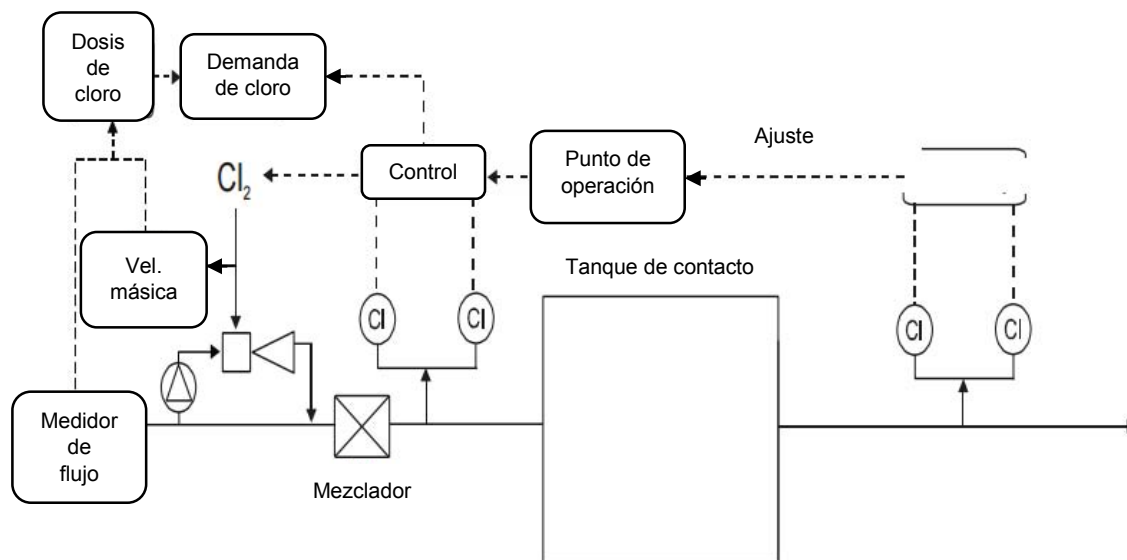 Dosis
de
cloro
Demanda
de cloro
Ajuste
Control
Punto de
operación
Cl2
Vel.
másica
Tanque de contacto
Cl
Cl
Cl
Cl
Medidor
de
flujo
Mezclador